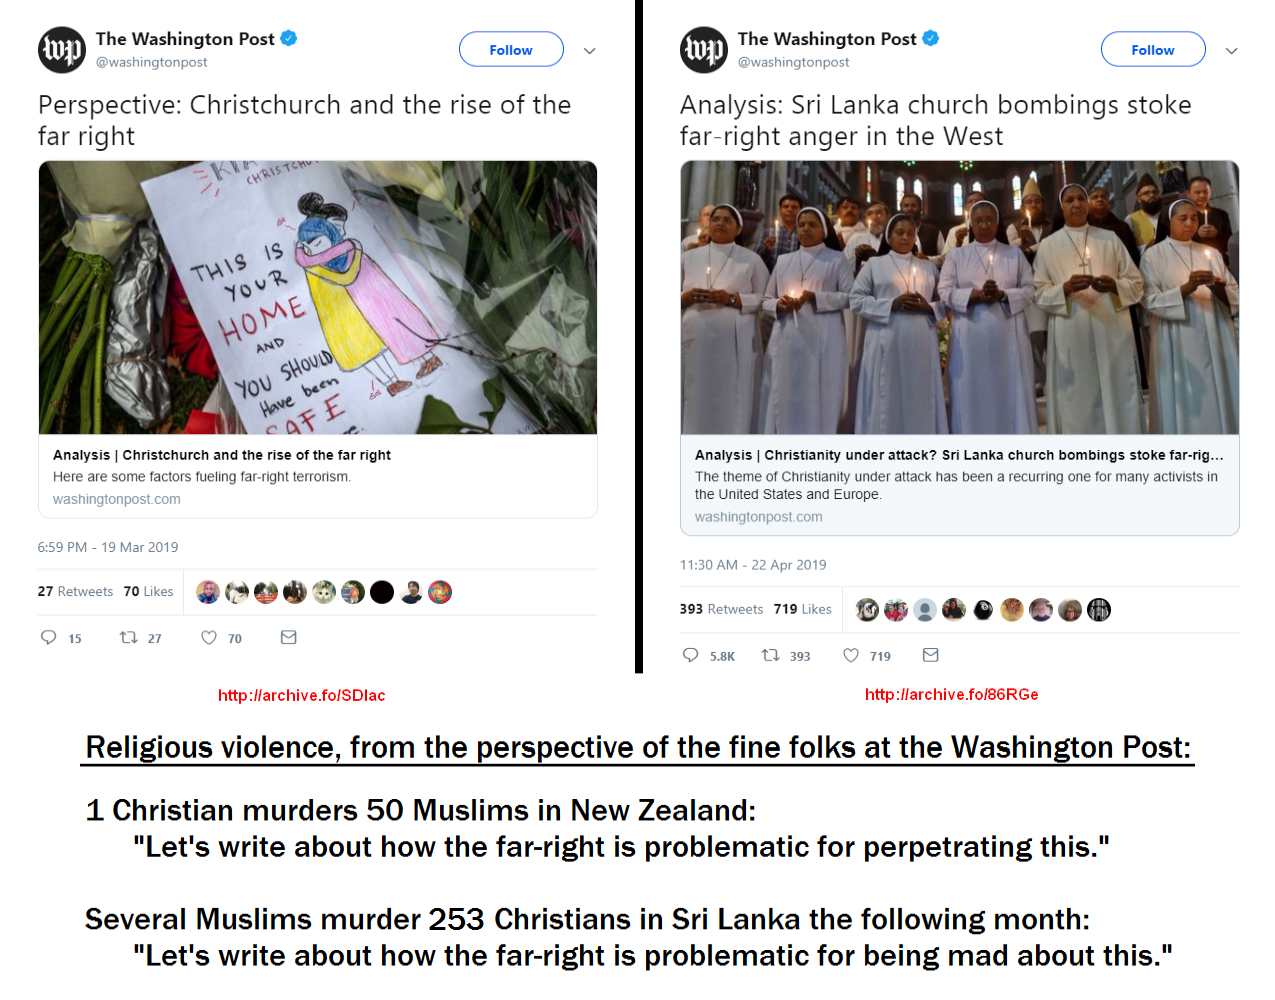 The Washington Post
@washingtonpost
Follow
Perspective: Christchurch and the rise of the
far right
KIA
CHRISTCHU
THIS IS
YOUR
HOME
AND
YOU SHOULD
Have been
SAFE
Analysis | Christchurch and the rise of the far right
Here are some factors fueling far-right terrorism.
washingtonpost.com
6:59 PM - 19 Mar 2019
27 Retweets 70 Likes
15 27 70
http://archive.fo/SDlac
The Washington Post
@washingtonpost
Follow
Analysis: Sri Lanka church bombings stoke
far-right anger in the West
Analysis | Christianity under attack? Sri Lanka church bombings stoke far-rig...
The theme of Christianity under attack has been a recurring one for many activists in
the United States and Europe.
washingtonpost.com
11:30 AM - 22 Apr 2019
393 Retweets 719 Likes
5.8K 393 719
http://archive.fo/86RGe
Religious violence, from the perspective of the fine folks at the Washington Post:
1 Christian murders 50 Muslims in New Zealand:
"Let's write about how the far-right is problematic for perpetrating this."
Several Muslims murder 253 Christians in Sri Lanka the following month:
"Let's write about how the far-right is problematic for being mad about this."